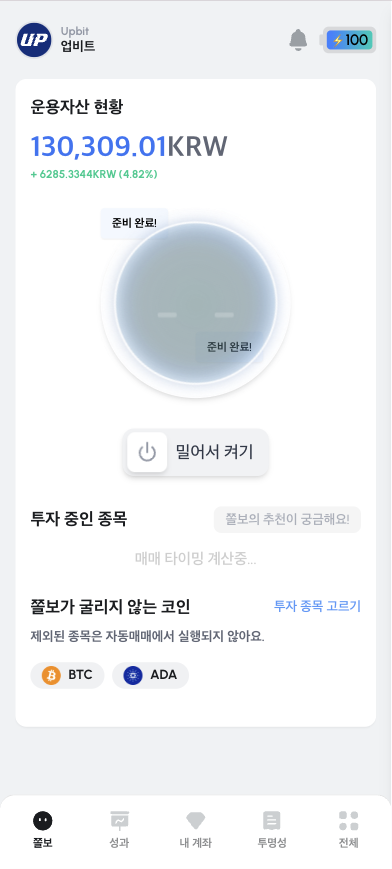 UP
Upbit
업비트
100
운용자산 현황
130,309.01KRW
+ 6285.3344KRW (4.82%)
준비 완료!
준비 완료!
밀어서 켜기
투자 중인 종목
쫄보의 추천이 궁금해요!
매매 타이밍 계산중...
쫄보가 굴리지 않는 코인
투자 종목 고르기
제외된 종목은 자동매매에서 실행되지 않아요.
BTC
ADA
쫄보
성과
내 계좌
투명성
전체